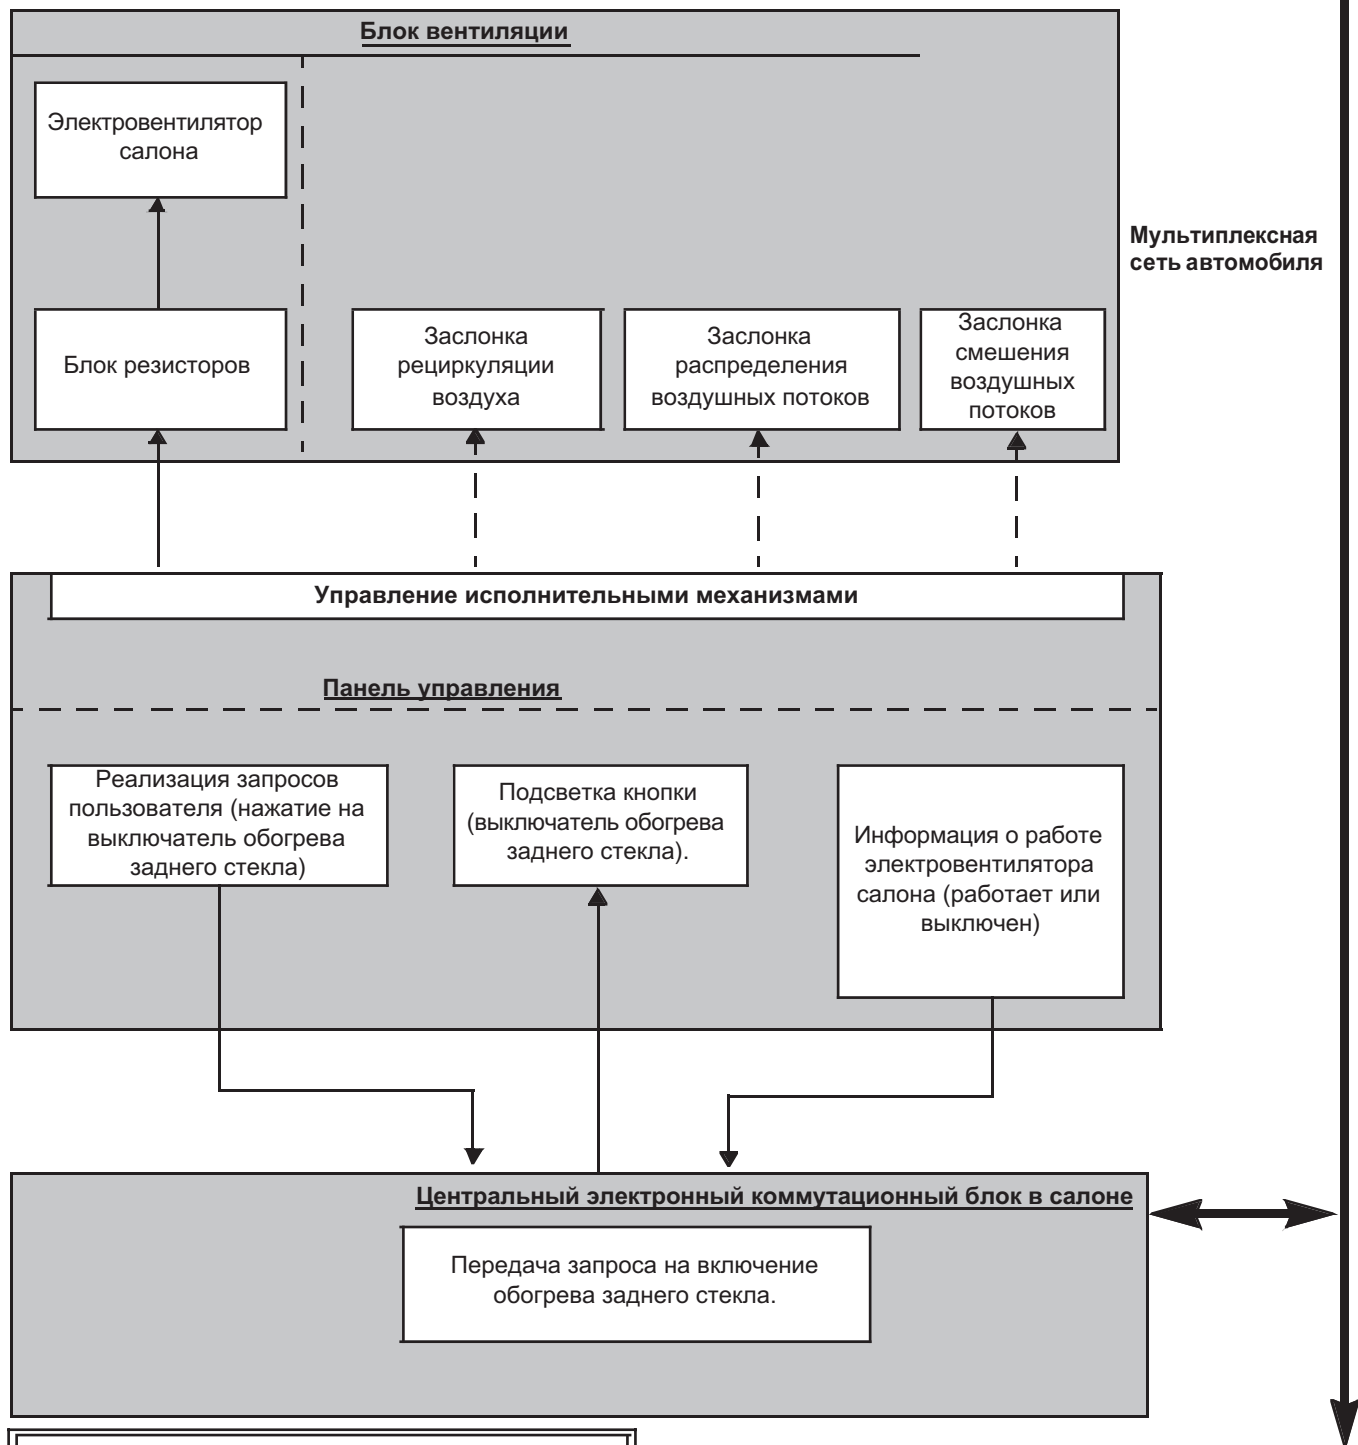 Блок вентиляции
Электровентилятор
салона
Мультиплексная
сеть автомобиля
Блок резисторов
Заслонка
рециркуляции
воздуха
Заслонка
распределения
воздушных потоков
Заслонка
смешения
воздушных
потоков
Управление исполнительными механизмами
Панель управления
Реализация запросов
пользователя (нажатие на
выключатель обогрева
заднего стекла)
Подсветка кнопки
(выключатель обогрева
заднего стекла).
Информация о работе
электровентилятора
салона (работает или
выключен)
Центральный электронный коммутационный блок в салоне
Передача запроса на включение
обогрева заднего стекла.